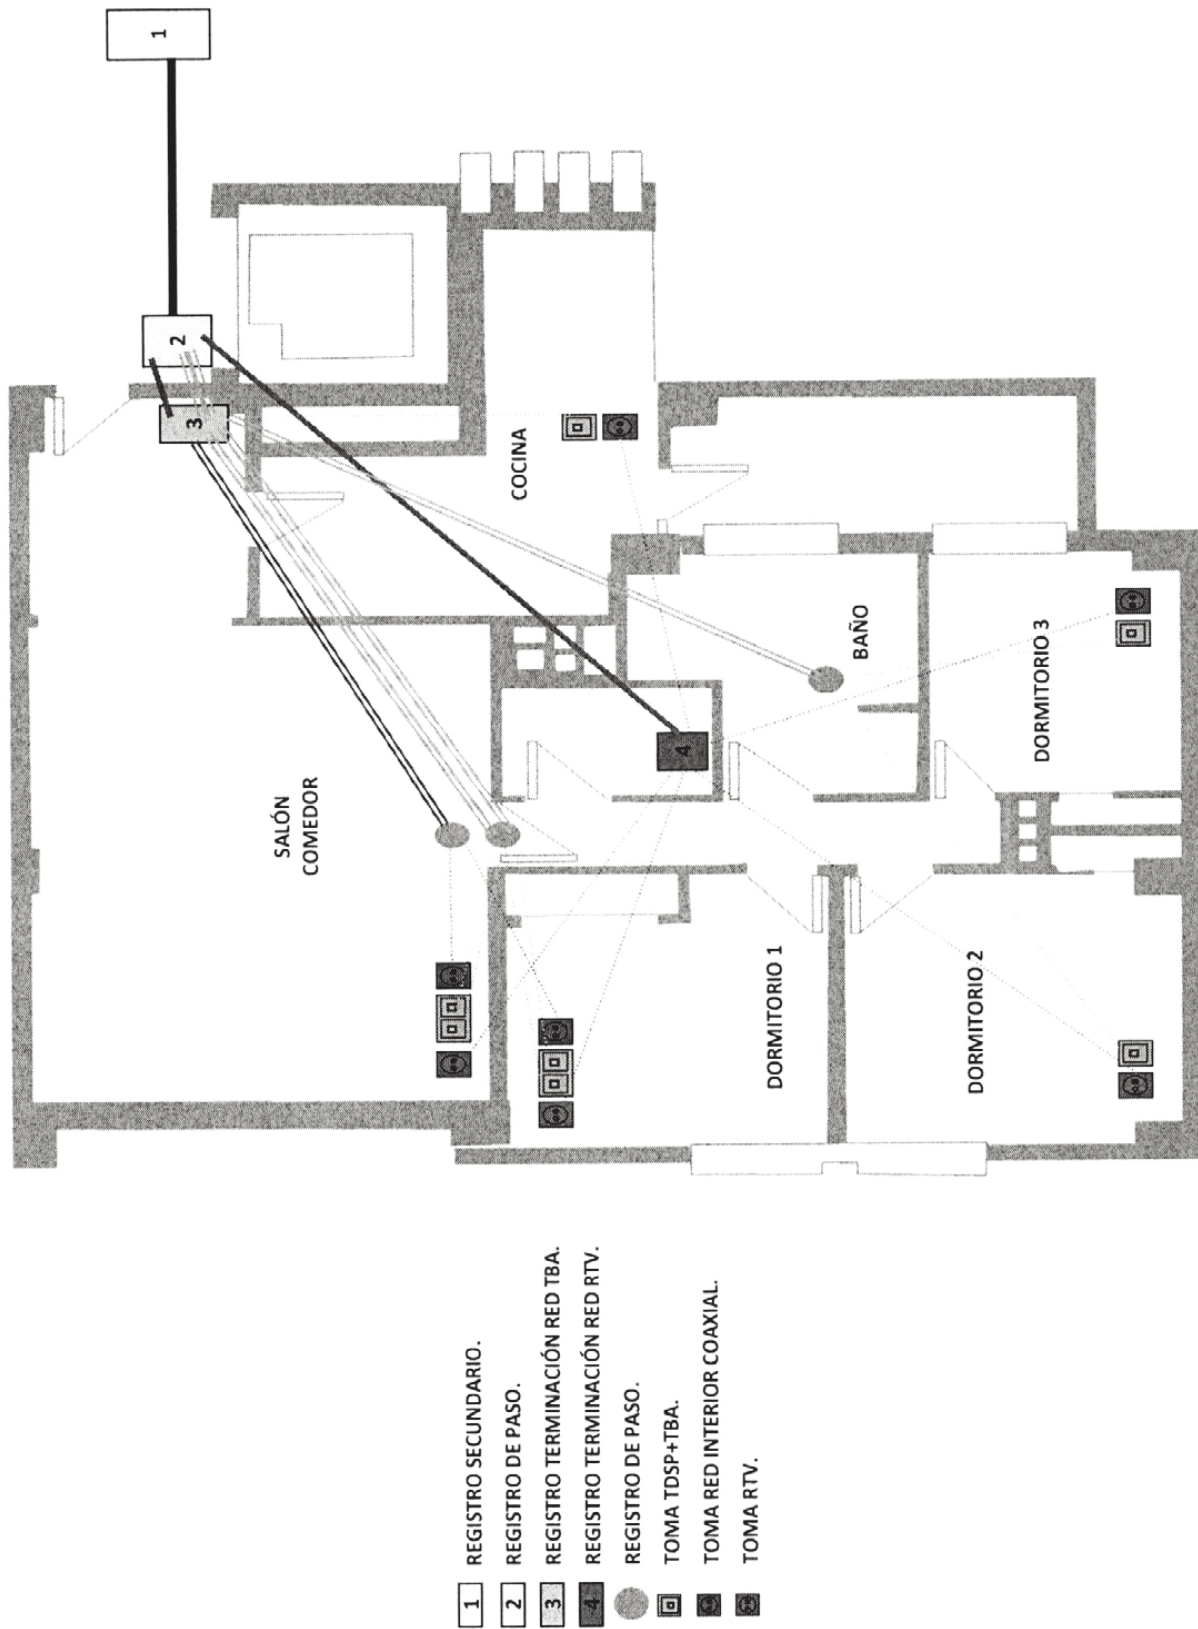 1
2
3
SALÓN
COMEDOR
COCINA
4
BAÑO
DORMITORIO 3
DORMITORIO 1
DORMITORIO 2
1 REGISTRO SECUNDARIO.
2 REGISTRO DE PASO.
3 REGISTRO TERMINACIÓN RED TBA.
4 REGISTRO TERMINACIÓN RED RTV.
REGISTRO DE PASO.
TOMA TDSP+TBA.
TOMA RED INTERIOR COAXIAL.
TOMA RTV.